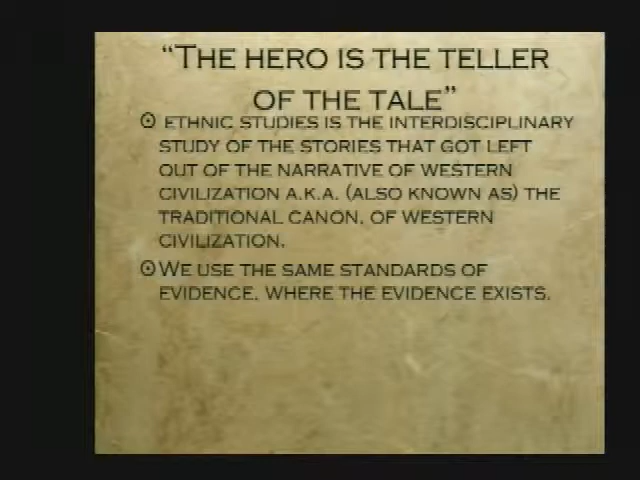 “THE HERO IS THE TELLER
OF THE TALE”
ETHNIC STUDIES IS THE INTERDISCIPLINARY
STUDY OF THE STORIES THAT GOT LEFT
OUT OF THE NARRATIVE OF WESTERN
CIVILIZATION A.K.A. (ALSO KNOWN AS) THE
TRADITIONAL CANON, OF WESTERN
CIVILIZATION.
WE USE THE SAME STANDARDS OF
EVIDENCE, WHERE THE EVIDENCE EXISTS.